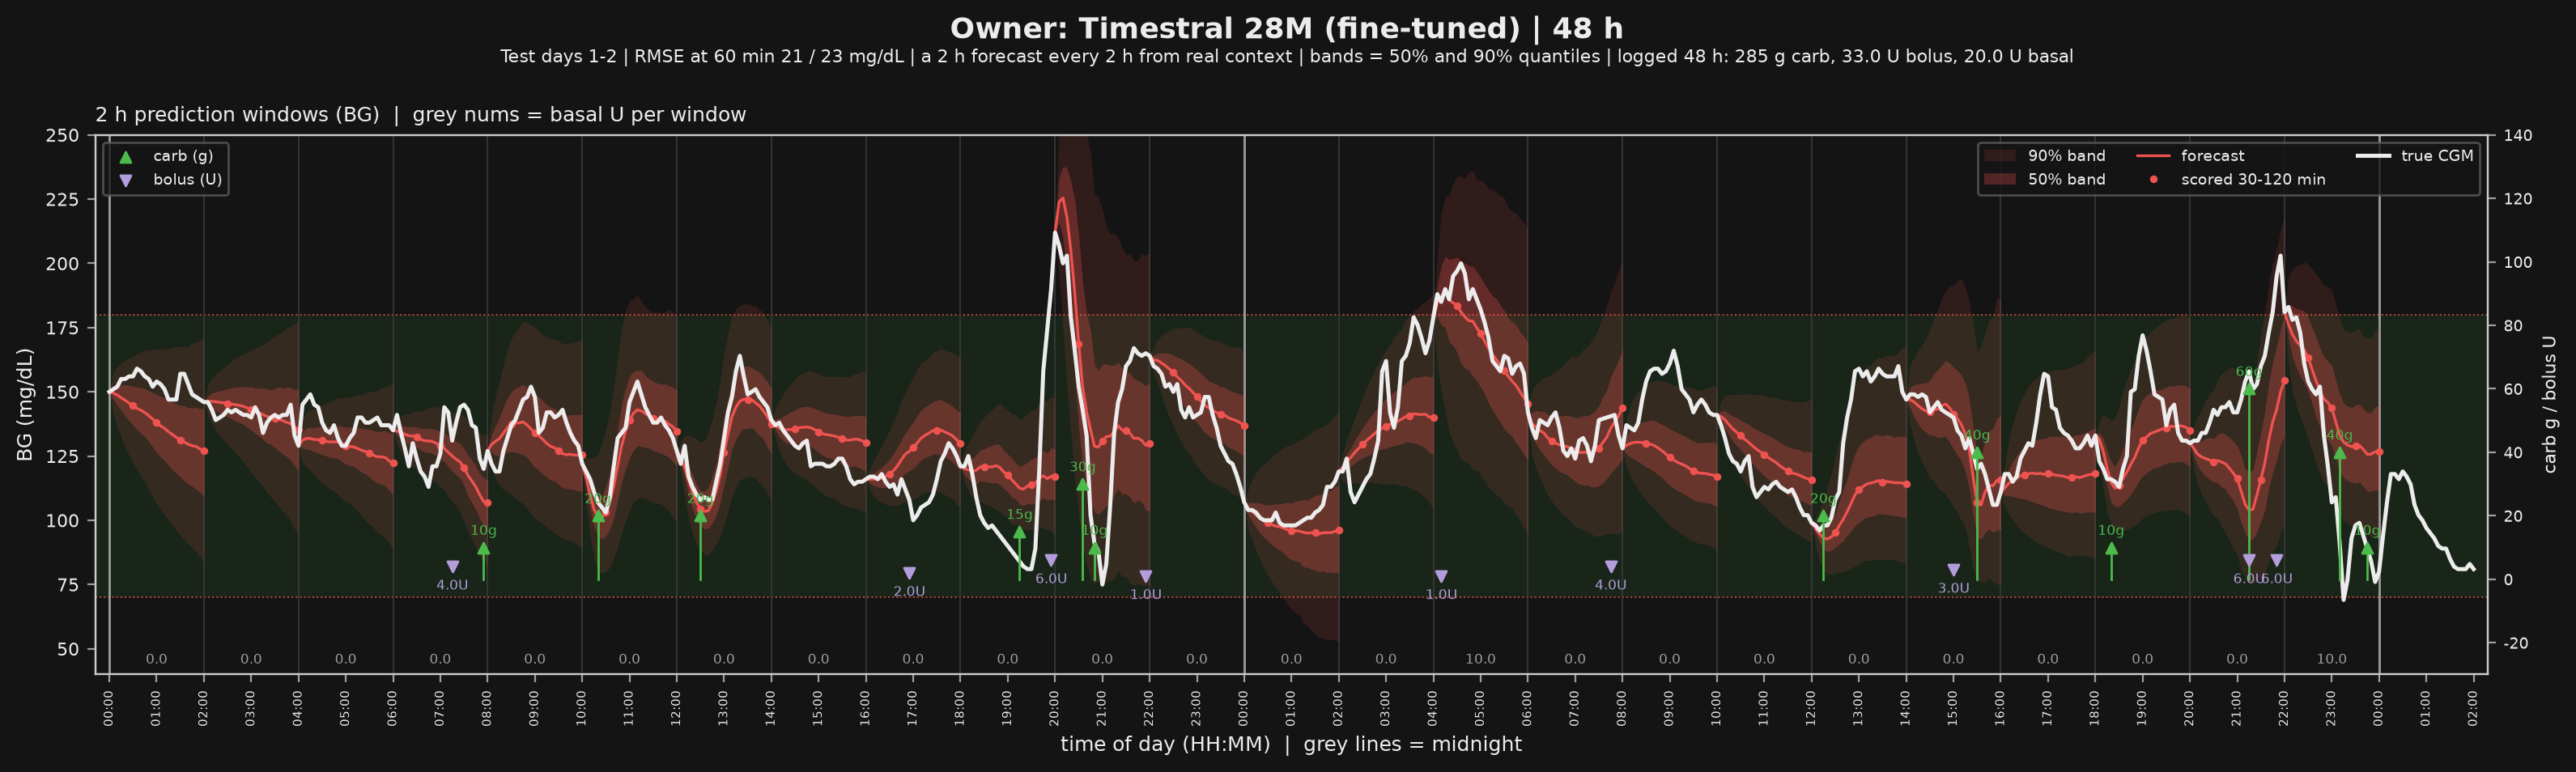 Owner: Timestral 28M (fine-tuned) | 48 h
Test days 1-2 | RMSE at 60 min 21 / 23 mg/dL | a 2 h forecast every 2 h from real context | bands = 50% and 90% quantiles | logged 48 h: 285 g carb, 33.0 U bolus, 20.0 U basal
2 h prediction windows (BG) | grey nums = basal U per window
carb (g)
bolus (U)
90% band
50% band
forecast
scored 30-120 min
true CGM
BG (mg/dL)
250
225
200
175
150
125
100
75
50
140
120
100
80
60
40
20
0
-20
carb g / bolus U
4.0U
10g
20g
20g
2.0U
15g
6.0U
30g
10g
1.0U
1.0U
4.0U
20g
3.0U
40g
10g
60g
6.0U
6.0U
40g
10g
0.0 0.0 0.0 0.0 0.0 0.0 0.0 0.0 0.0 0.0 0.0 0.0 0.0 0.0 10.0 0.0 0.0 0.0 0.0 0.0 0.0 0.0 0.0 10.0
00:00 01:00 02:00 03:00 04:00 05:00 06:00 07:00 08:00 09:00 10:00 11:00 12:00 13:00 14:00 15:00 16:00 17:00 18:00 19:00 20:00 21:00 22:00 23:00 00:00 01:00 02:00 03:00 04:00 05:00 06:00 07:00 08:00 09:00 10:00 11:00 12:00 13:00 14:00 15:00 16:00 17:00 18:00 19:00 20:00 21:00 22:00 23:00 00:00 01:00 02:00
time of day (HH:MM) | grey lines = midnight